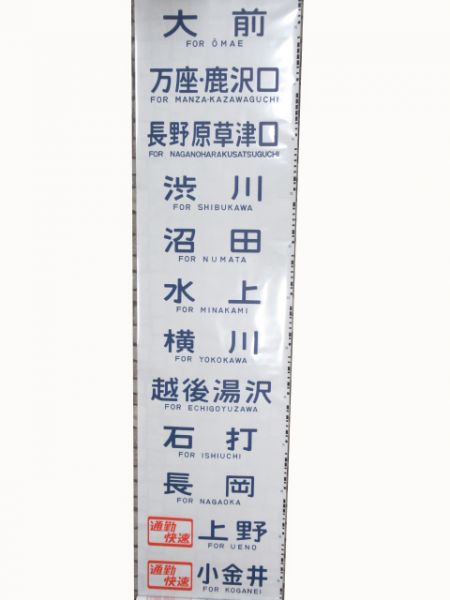 大前
FOR ŌMAE
万座・鹿沢口
FOR MANZA-KAZAWAGUCHI
長野原草津口
FOR NAGANOHARAKUSATSUGUCHI
渋川
FOR SHIBUKAWA
沼田
FOR NUMATA
水上
FOR MINAKAMI
横川
FOR YOKOKAWA
越後湯沢
FOR ECHIGOYUZAWA
石打
FOR ISHIUCHI
長岡
FOR NAGAOKA
通勤快速 上野
FOR UENO
通勤快速 小金井
FOR KOGANEI